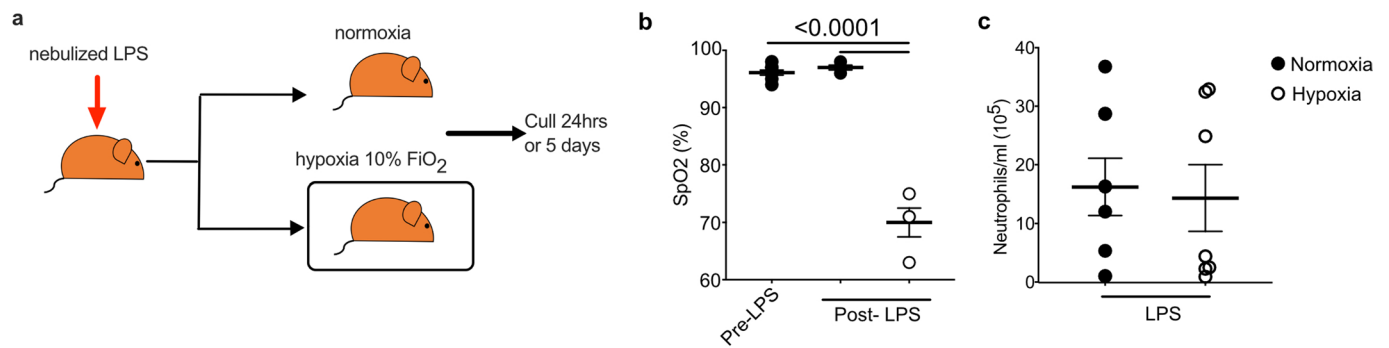 a
nebulized LPS
normoxia
hypoxia 10% FiO2
Cull 24hrs
or 5 days
b
<0.0001
SpO2 (%)
100
90
80
70
60
Pre-LPS
Post- LPS
c
Neutrophils/ml (10^5)
40
30
20
10
0
LPS
Normoxia
Hypoxia